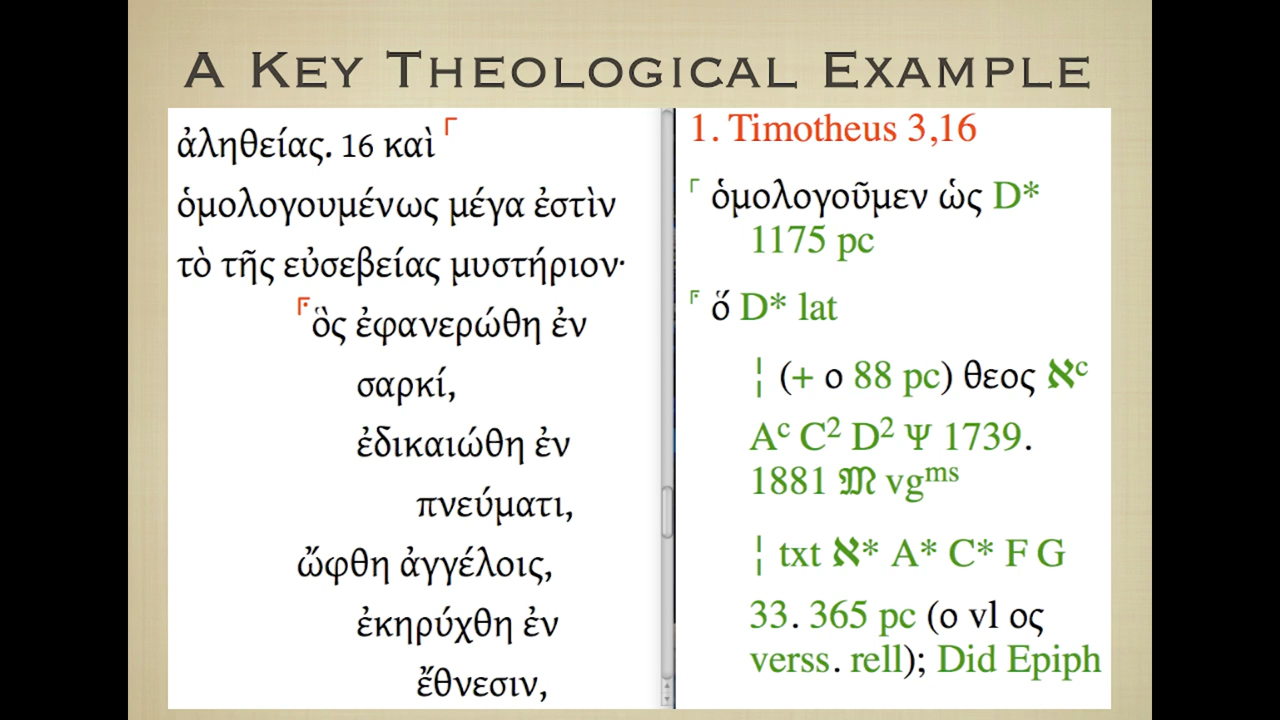 A KEY THEOLOGICAL EXAMPLE
ἀληθείας. 16 καὶ ⸀
ὁμολογουμένως μέγα ἐστὶν
τὸ τῆς εὐσεβείας μυστήριον·
⸁ὃς ἐφανερώθη ἐν
σαρκί,
ἐδικαιώθη ἐν
πνεύματι,
ὤφθη ἀγγέλοις,
ἐκηρύχθη ἐν
ἔθνεσιν,
1. Timotheus 3,16
⸀ ὁμολογοῦμεν ὡς D*
1175 pc
⸁ ὅ D* lat
¦ (+ ο 88 pc) θεος ℵᶜ
Aᶜ C² D² Ψ 1739.
1881 𝔐 vgᵐˢ
¦ txt ℵ* A* C* F G
33. 365 pc (ο vl ος
verss. rell); Did Epiph